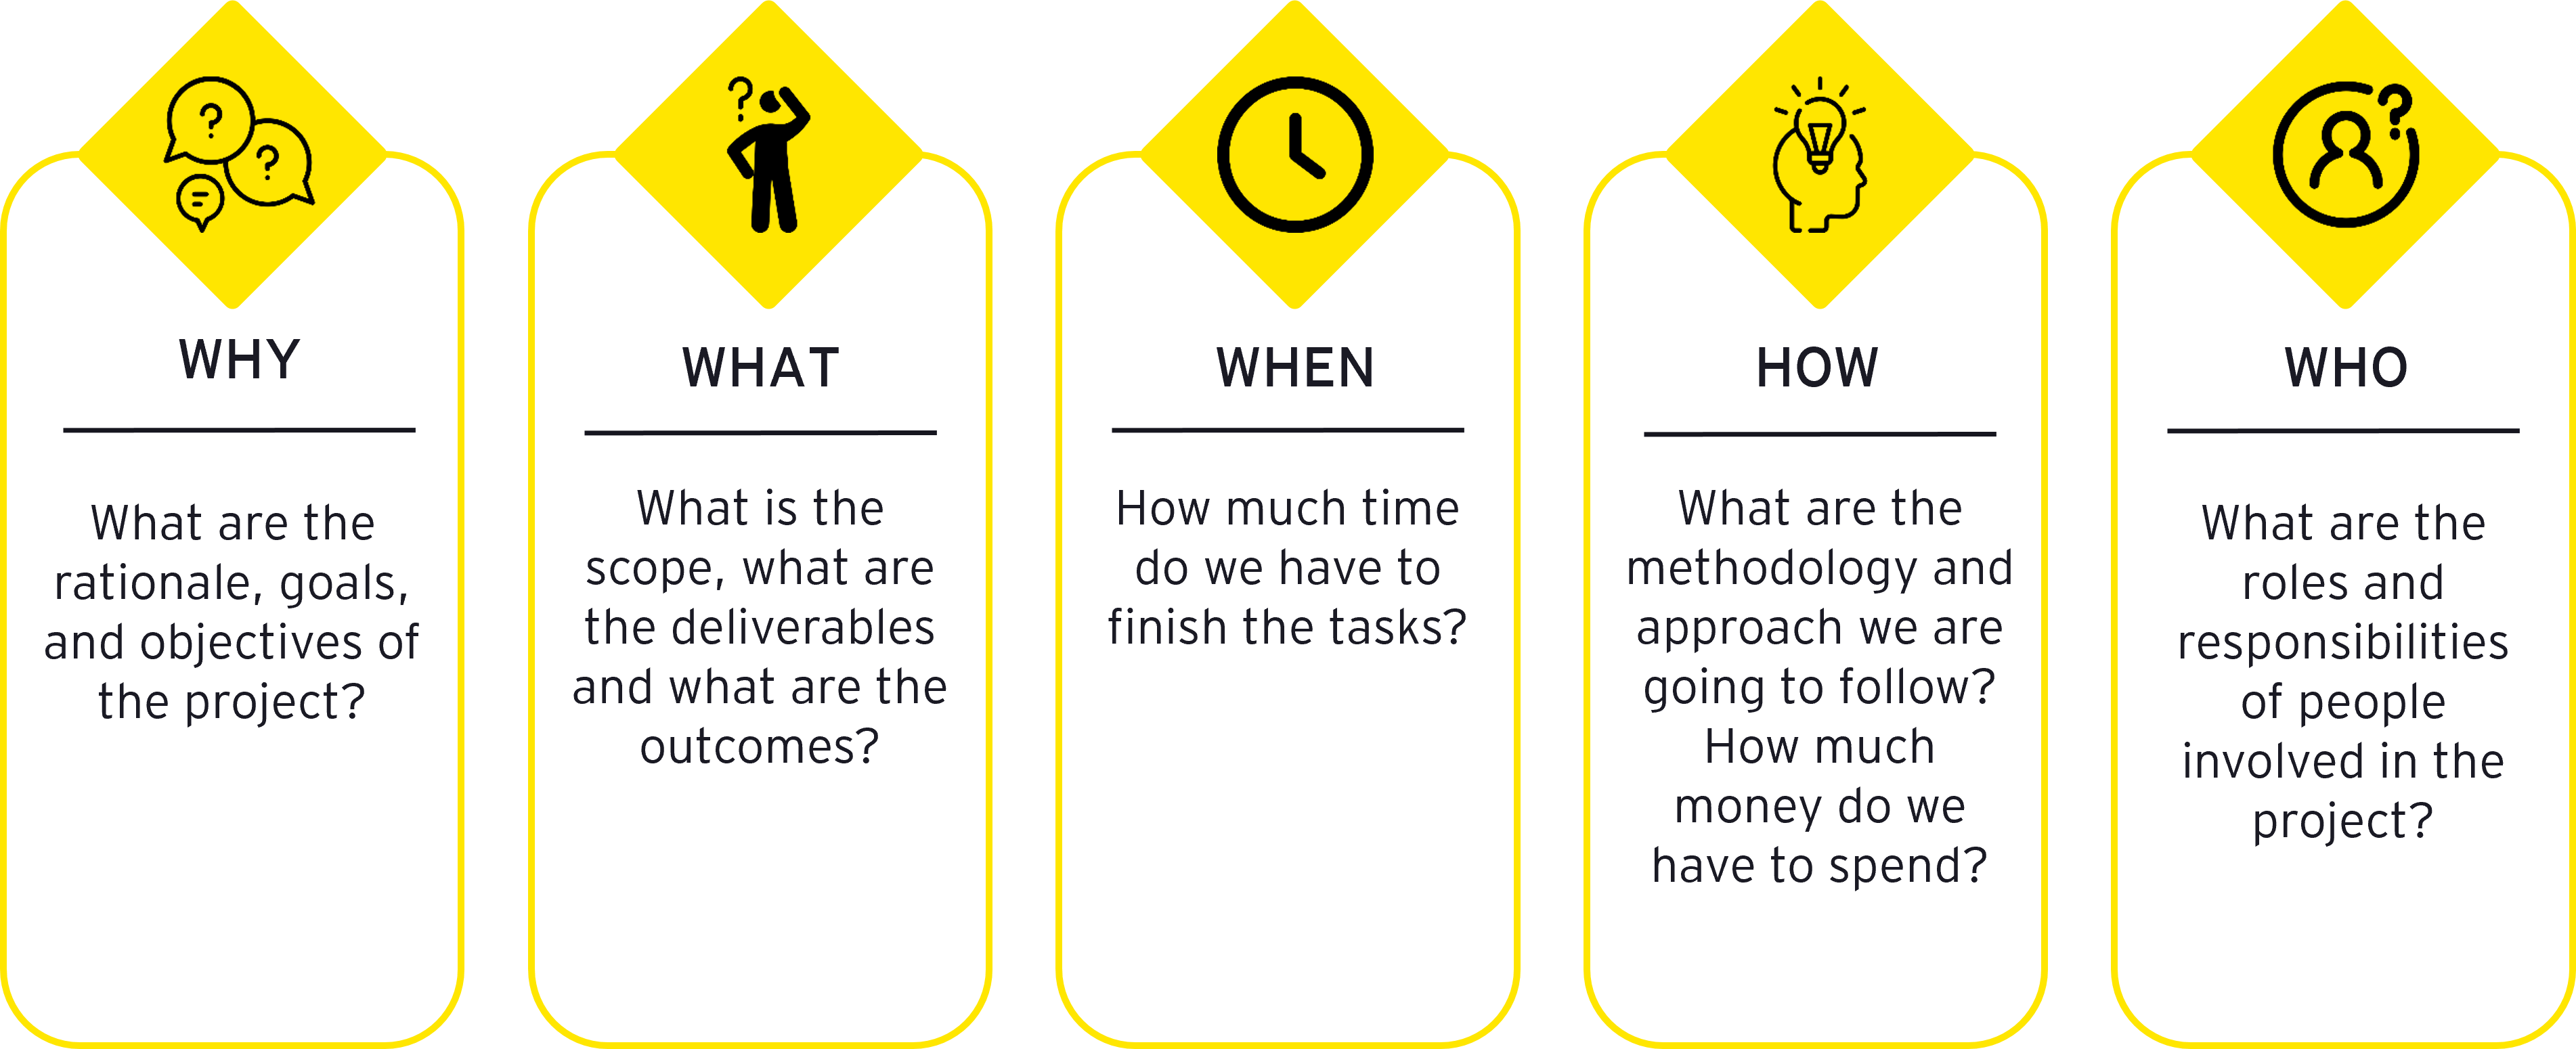 WHY
What are the
rationale, goals,
and objectives of
the project?
WHAT
What is the
scope, what are
the deliverables
and what are the
outcomes?
WHEN
How much time
do we have to
finish the tasks?
HOW
What are the
methodology and
approach we are
going to follow?
How much
money do we
have to spend?
WHO
What are the
roles and
responsibilities
of people
involved in the
project?